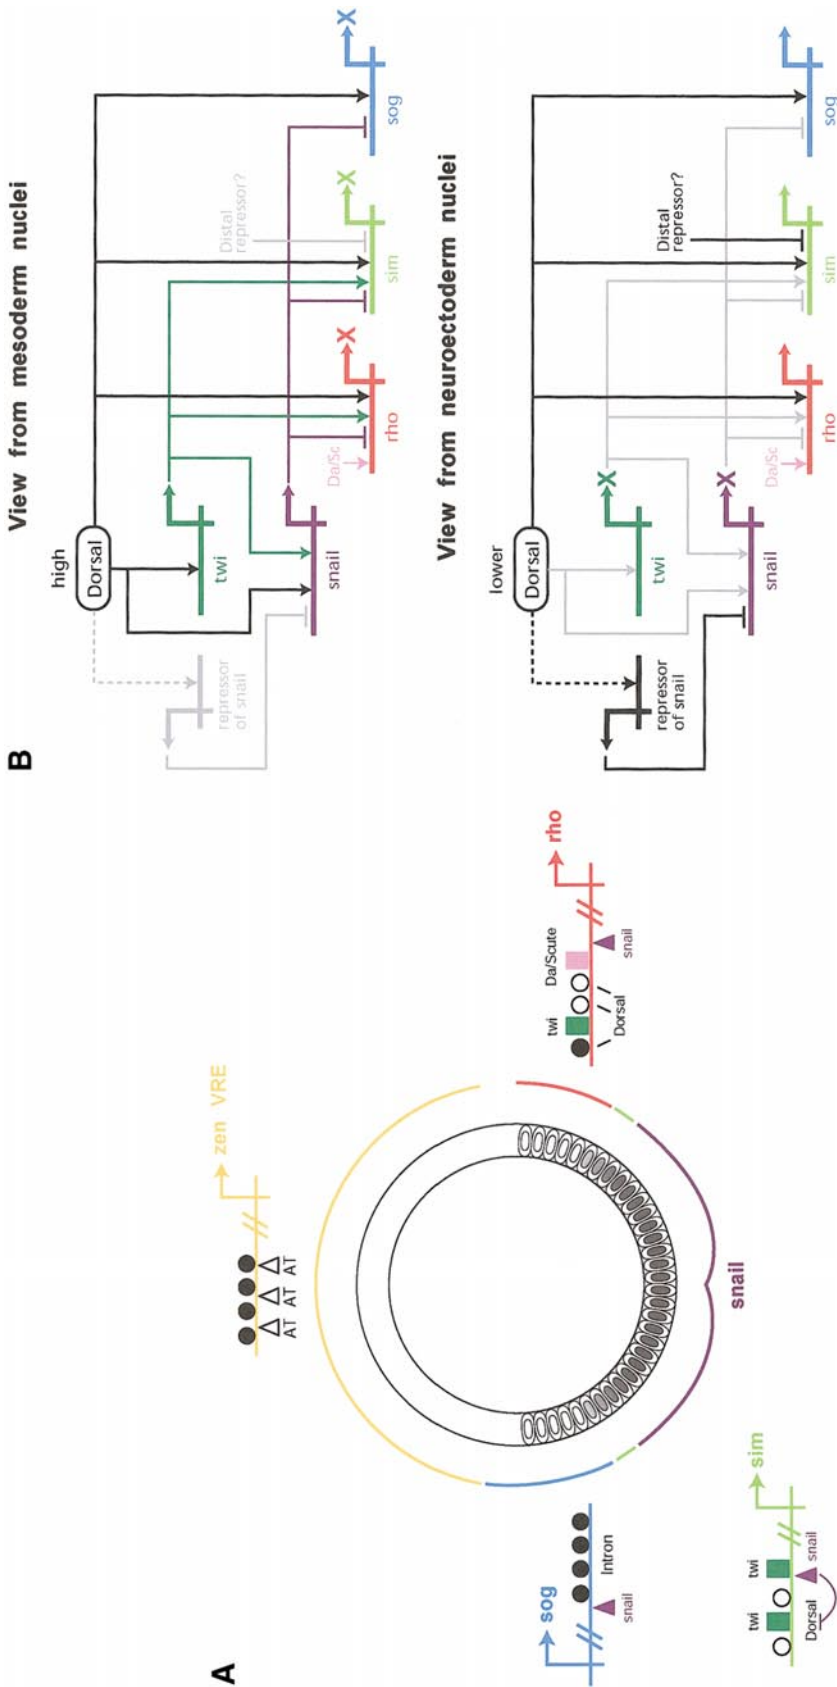 A
zen VRE
AT AT AT
sog
Intron
snail
twi Da/Scute
rho
Dorsal
snail
snail
sim
twi twi
Dorsal
snail
B
View from mesoderm nuclei
high
Dorsal
repressor
of snail
twi
snail
Da/Sc
rho
X
Distal
repressor?
sim
X
sog
X
View from neuroectoderm nuclei
lower
Dorsal
repressor
of snail
twi
X
snail
X
Da/Sc
rho
Distal
repressor?
sim
sog